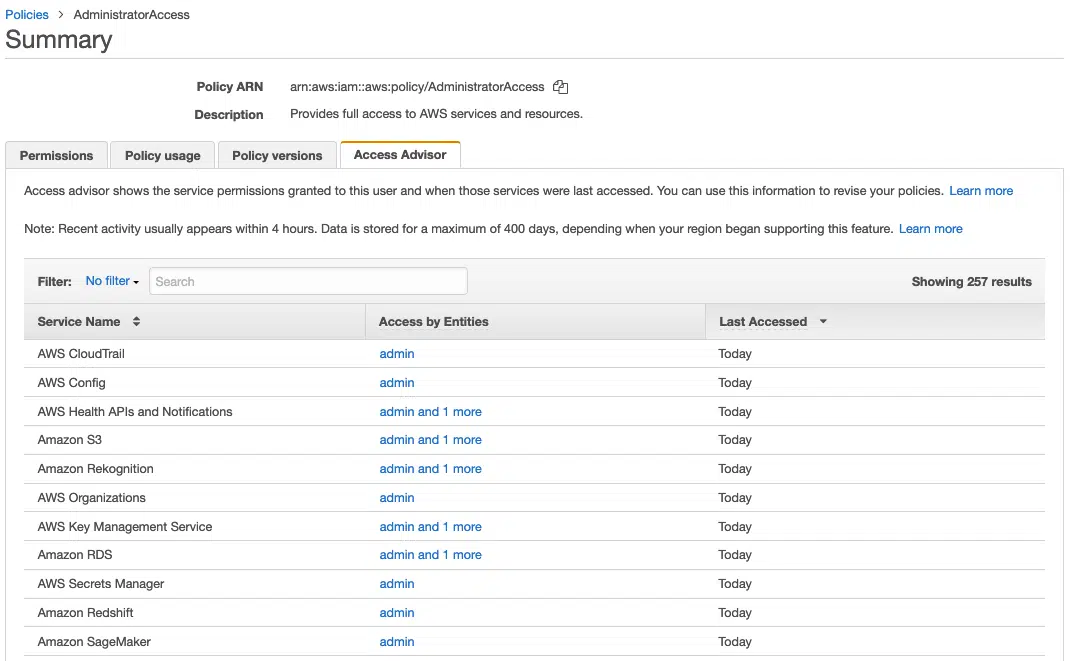 Policies > AdministratorAccess
Summary
Policy ARN arn:aws:iam::aws:policy/AdministratorAccess
Description Provides full access to AWS services and resources.
Permissions Policy usage Policy versions Access Advisor
Access advisor shows the service permissions granted to this user and when those services were last accessed. You can use this information to revise your policies. Learn more
Note: Recent activity usually appears within 4 hours. Data is stored for a maximum of 400 days, depending when your region began supporting this feature. Learn more
Filter: No filter Search Showing 257 results
Service Name Access by Entities Last Accessed
AWS CloudTrail admin Today
AWS Config admin Today
AWS Health APIs and Notifications admin and 1 more Today
Amazon S3 admin and 1 more Today
Amazon Rekognition admin and 1 more Today
AWS Organizations admin Today
AWS Key Management Service admin and 1 more Today
Amazon RDS admin and 1 more Today
AWS Secrets Manager admin Today
Amazon Redshift admin Today
Amazon SageMaker admin Today